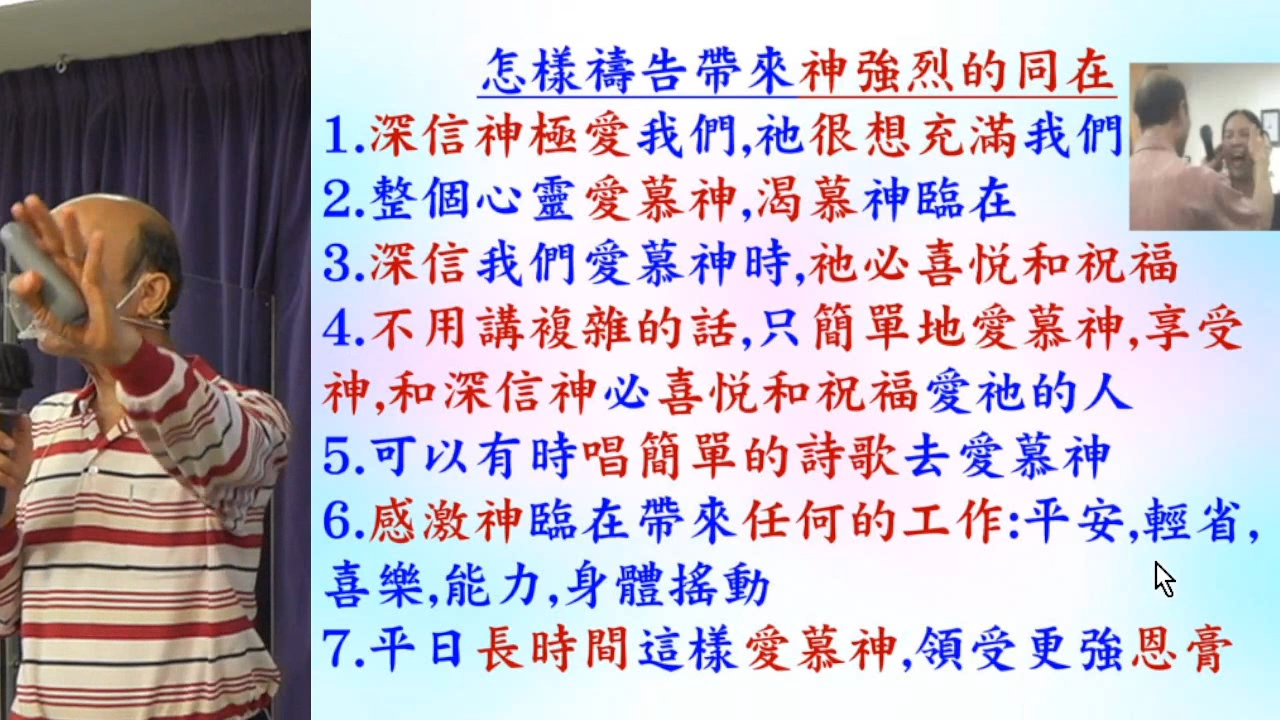 怎樣禱告帶來神強烈的同在
1.深信神極愛我們,祂很想充滿我們
2.整個心靈愛慕神,渴慕神臨在
3.深信我們愛慕神時,祂必喜悅和祝福
4.不用講複雜的話,只簡單地愛慕神,享受
神,和深信神必喜悅和祝福愛祂的人
5.可以有時唱簡單的詩歌去愛慕神
6.感激神臨在帶來任何的工作:平安,輕省,
喜樂,能力,身體搖動
7.平日長時間這樣愛慕神,領受更強恩膏